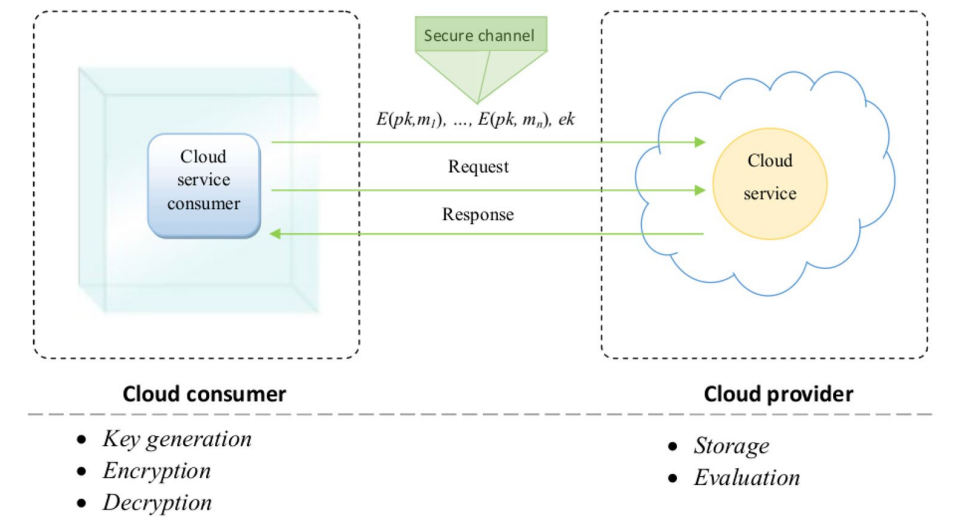 Secure channel
E(pk,m₁), ..., E(pk, mₙ), ek
Cloud
service
consumer
Request
Response
Cloud
service
Cloud consumer
Cloud provider
• Key generation
• Encryption
• Decryption
• Storage
• Evaluation